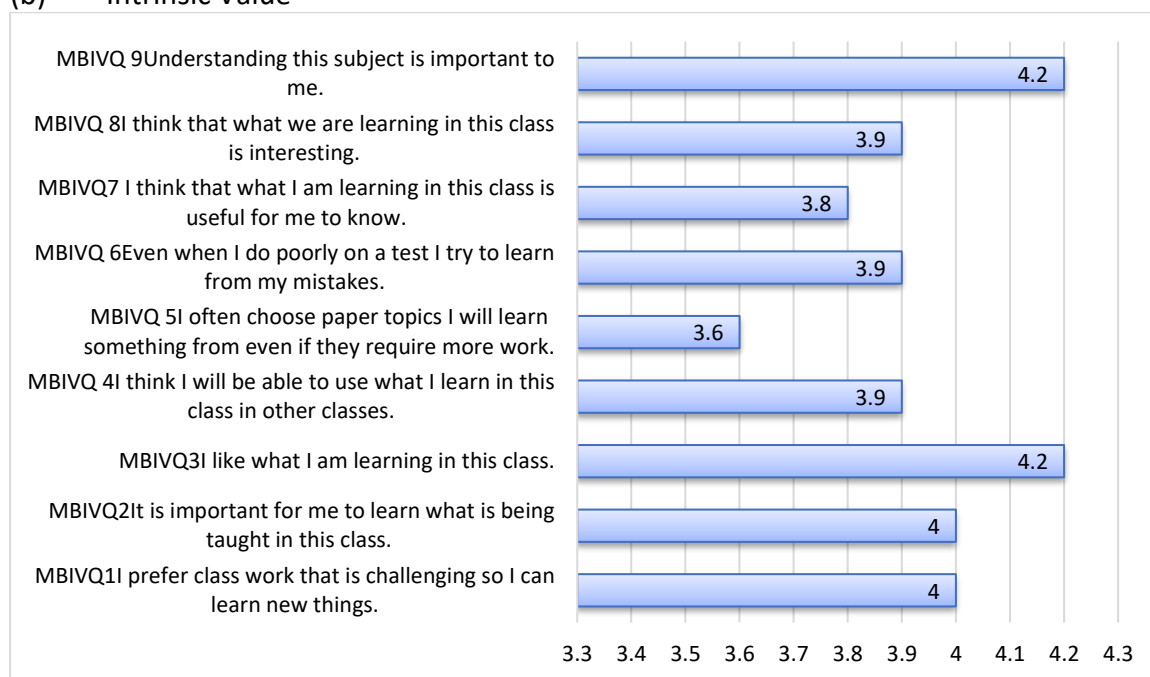 (b) Intrinsic Value
MBIVQ 9Understanding this subject is important to
me.
4.2
MBIVQ 8I think that what we are learning in this class
is interesting.
3.9
MBIVQ7 I think that what I am learning in this class is
useful for me to know.
3.8
MBIVQ 6Even when I do poorly on a test I try to learn
from my mistakes.
3.9
MBIVQ 5I often choose paper topics I will learn
something from even if they require more work.
3.6
MBIVQ 4I think I will be able to use what I learn in this
class in other classes.
3.9
MBIVQ3I like what I am learning in this class.
4.2
MBIVQ2It is important for me to learn what is being
taught in this class.
4
MBIVQ1I prefer class work that is challenging so I can
learn new things.
4
3.3 3.4 3.5 3.6 3.7 3.8 3.9 4 4.1 4.2 4.3